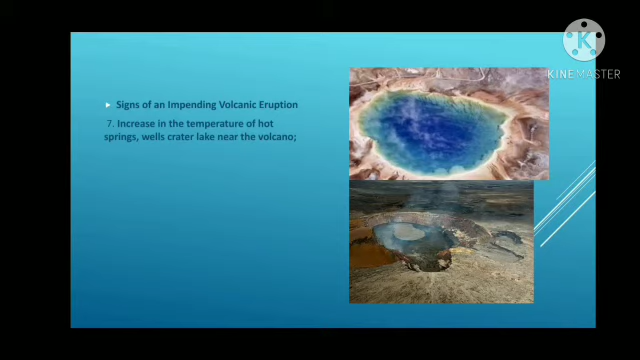 K
KINEMASTER
Signs of an Impending Volcanic Eruption
7. Increase in the temperature of hot
springs, wells crater lake near the volcano;